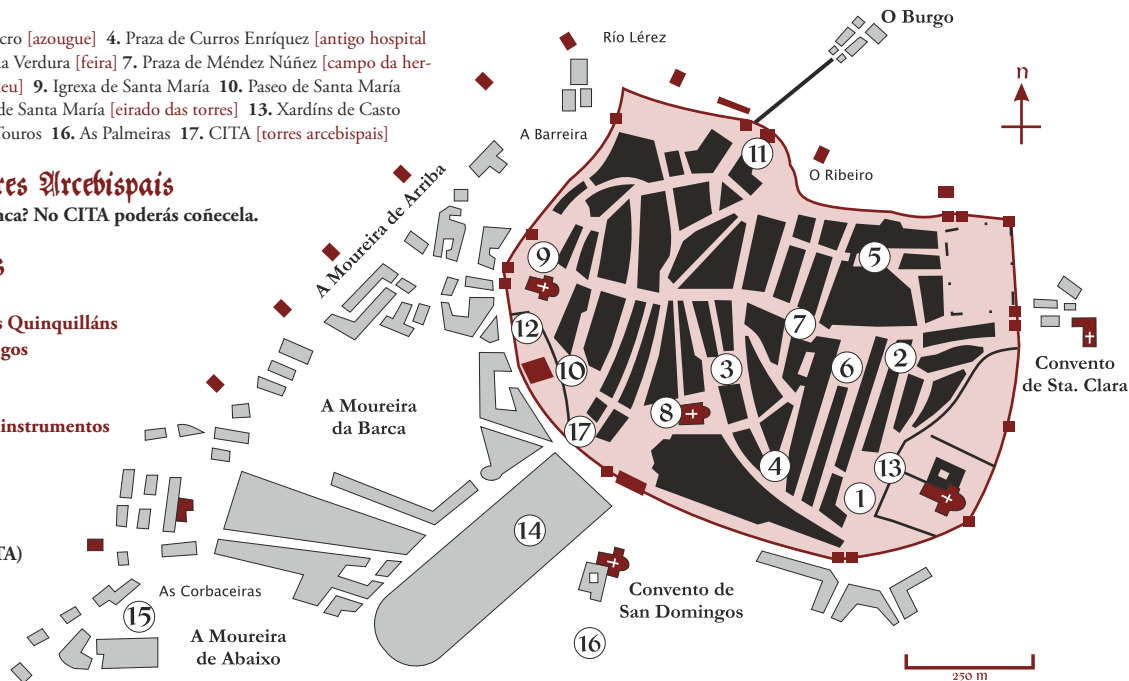 cro [azougue] 4. Praza de Curros Enríquez [antigo hospital
a Verdura [feira] 7. Praza de Méndez Núñez [campo da her-
eu] 9. Igrexa de Santa María 10. Paseo de Santa María
de Santa María [eirado das torres] 13. Xardíns de Casto
Touros 16. As Palmeiras 17. CITA [torres arcebispais]
res Arcebispais
nca? No CITA poderás coñecela.
s
s Quinquilláns
gos
instrumentos
TA)
O Burgo
Río Lérez
n
A Barreira
11
O Ribeiro
A Moureira de Arriba
9
5
12
7
10
3
6
2
Convento
de Sta. Clara
A Moureira
da Barca
8
17
4
13
1
14
As Corbaceiras
Convento de
San Domingos
15
A Moureira
de Abaixo
16
250 m